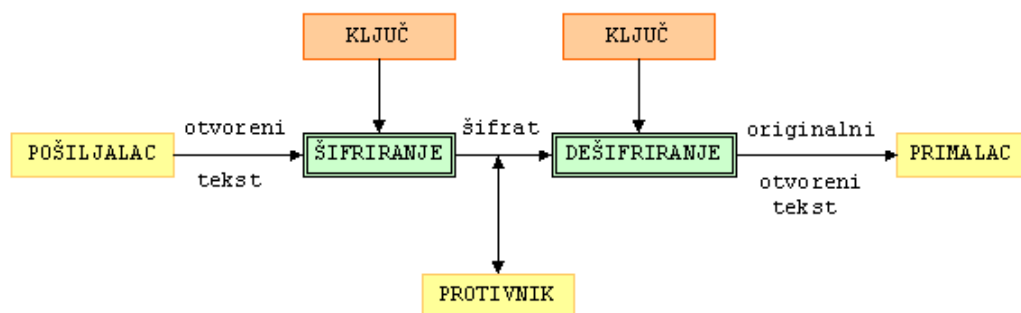 KLJUČ
KLJUČ
otvoreni
šifrat
originalni
POŠILJALAC
ŠIFRIRANJE
DEŠIFRIRANJE
PRIMALAC
tekst
otvoreni
tekst
PROTIVNIK